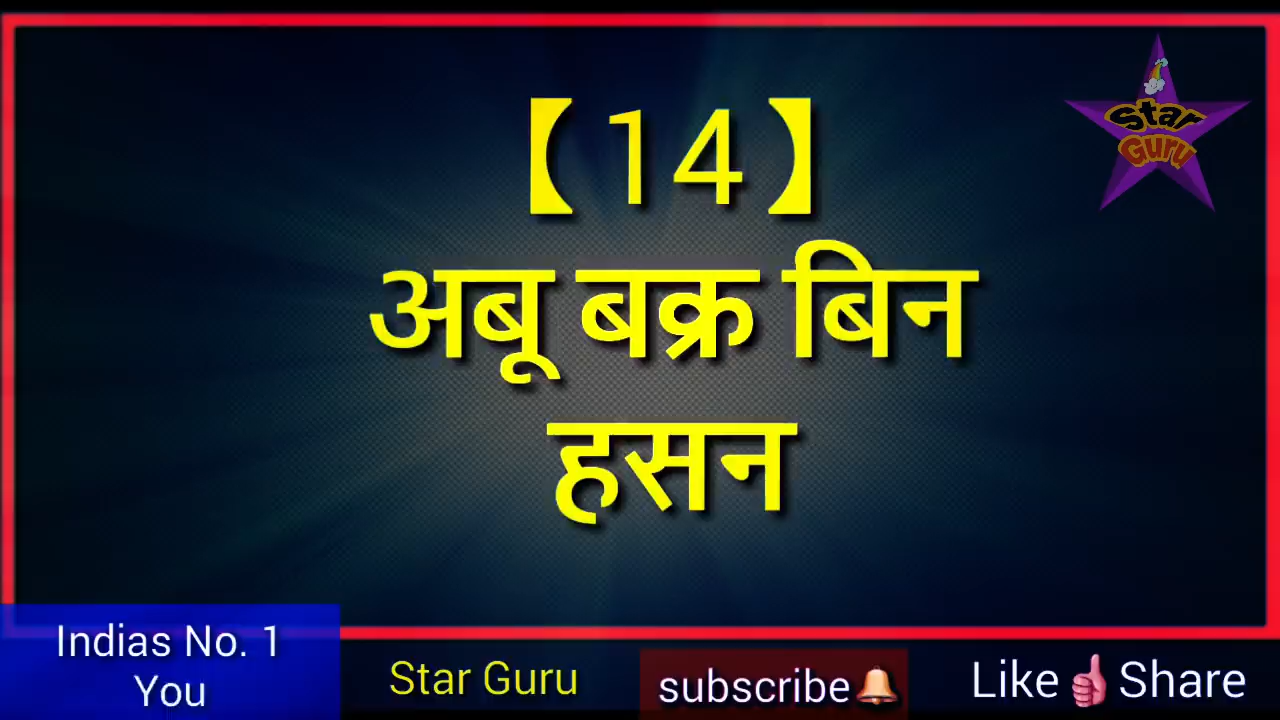 【14】
अबू बक्र बिन
हसन
Star
Guru
Indias No. 1
You
Star Guru
subscribe
Like
Share